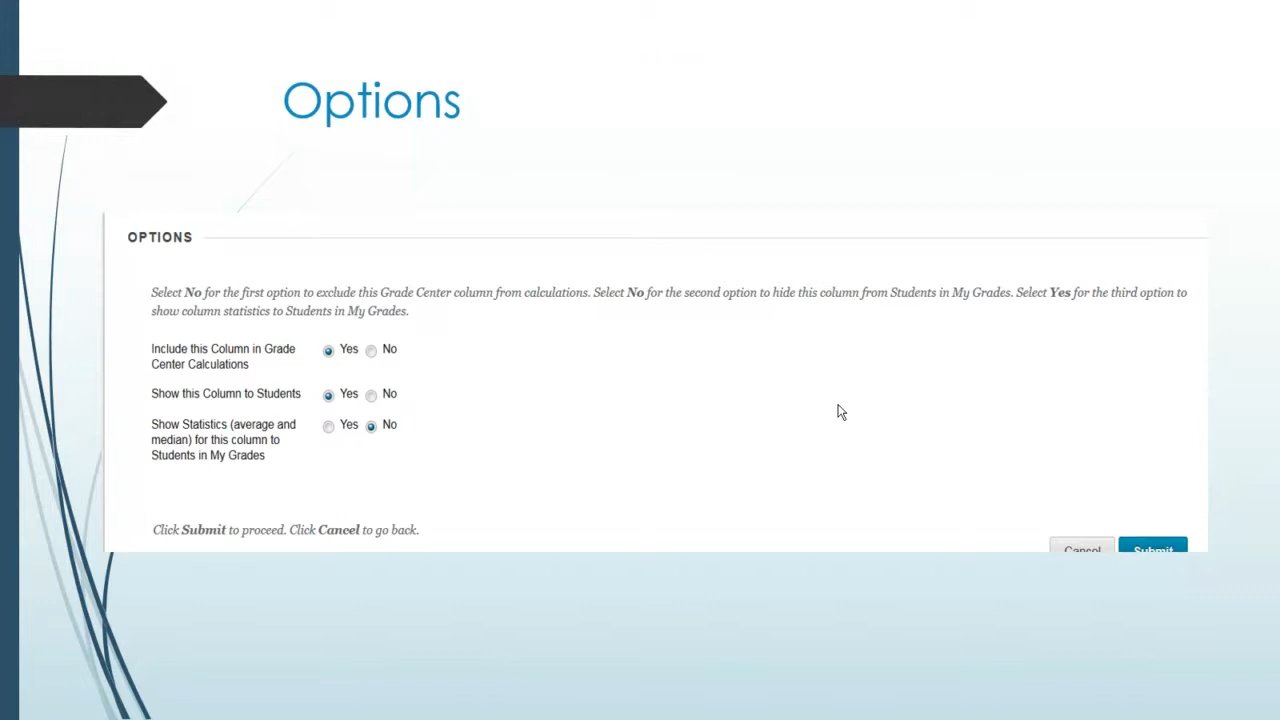 Options
OPTIONS
Select No for the first option to exclude this Grade Center column from calculations. Select No for the second option to hide this column from Students in My Grades. Select Yes for the third option to
show column statistics to Students in My Grades.
Include this Column in Grade Yes No
Center Calculations
Show this Column to Students Yes No
Show Statistics (average and Yes No
median) for this column to
Students in My Grades
Click Submit to proceed. Click Cancel to go back.
Cancel Submit